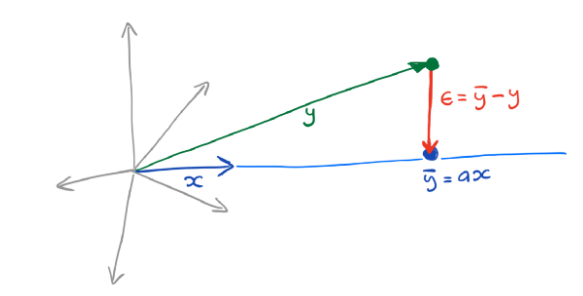 y
ϵ = ȳ - y
x
ȳ = ax